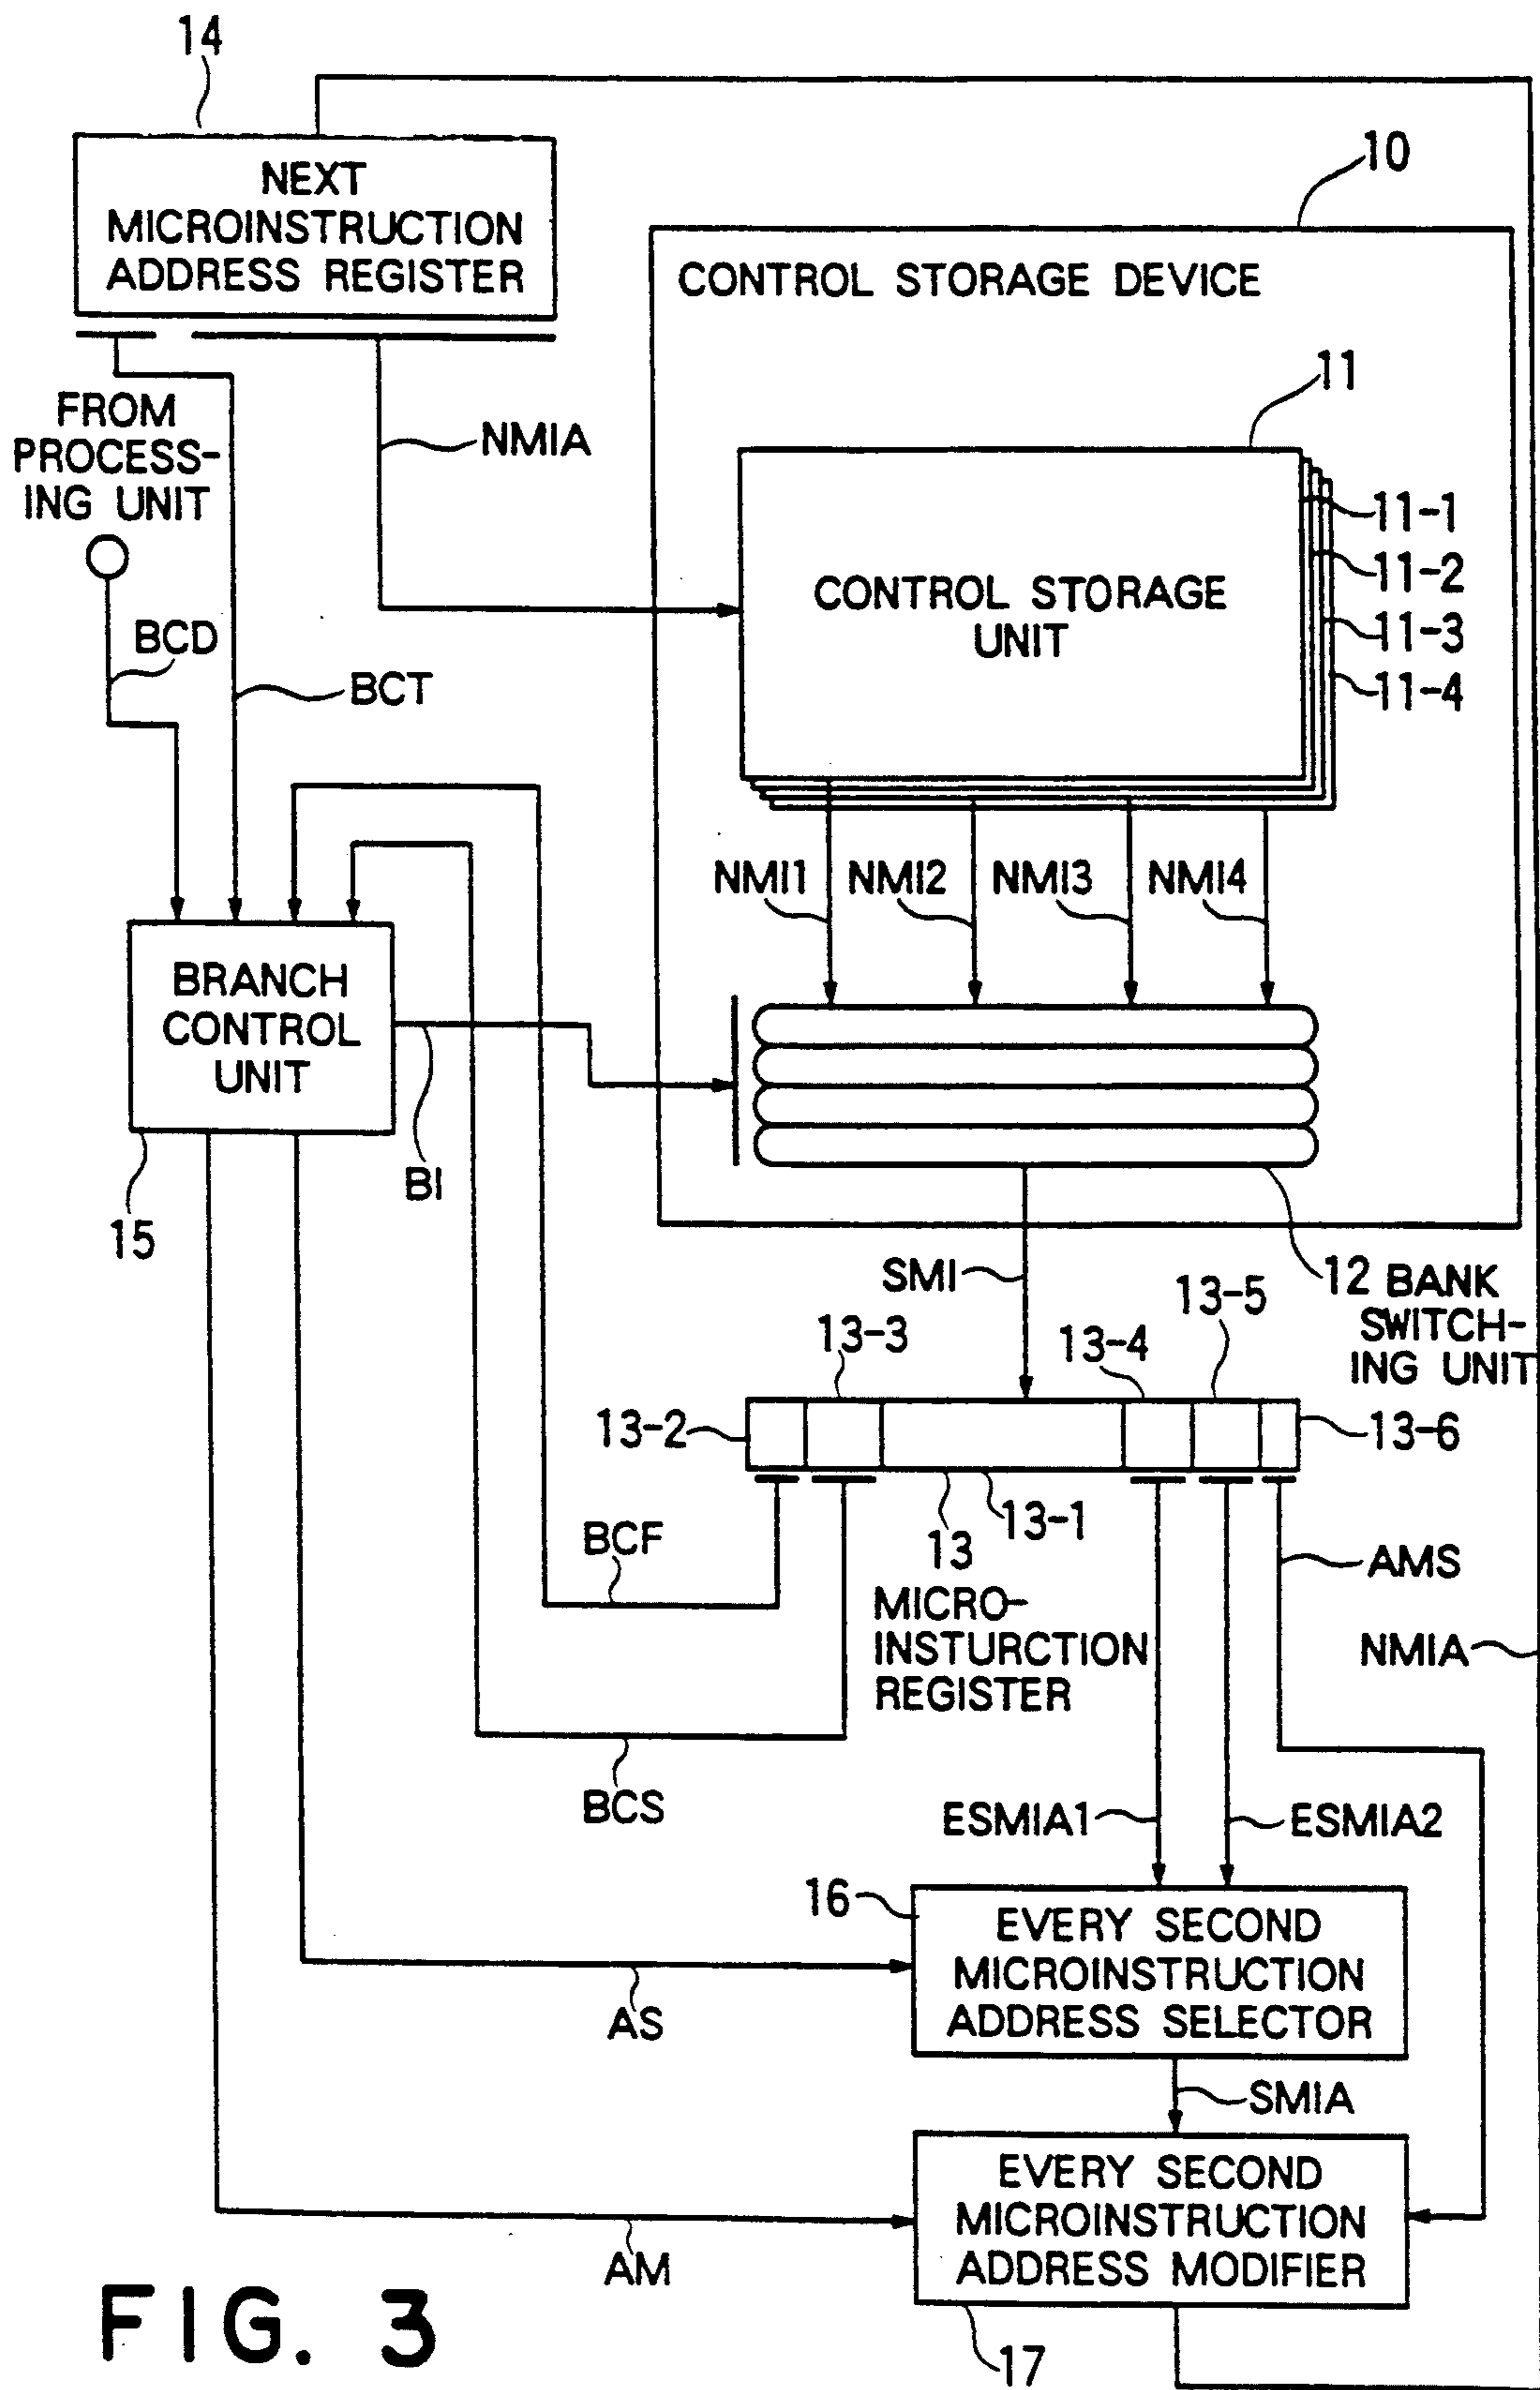 14
NEXT
MICROINSTRUCTION
ADDRESS REGISTER
10
CONTROL STORAGE DEVICE
FROM
PROCESS-
ING UNIT
NMIA
11
11-1
11-2
11-3
11-4
CONTROL STORAGE
UNIT
BCD
BCT
NMI1
NMI2
NMI3
NMI4
BRANCH
CONTROL
UNIT
BI
15
SMI
12 BANK
SWITCH-
ING UNIT
13-3
13-4
13-5
13-2
13-6
13
13-1
BCF
MICRO-
INSTURCTION
REGISTER
AMS
NMIA
BCS
ESMIA1
ESMIA2
16
EVERY SECOND
MICROINSTRUCTION
ADDRESS SELECTOR
AS
SMIA
EVERY SECOND
MICROINSTRUCTION
ADDRESS MODIFIER
AM
17
FIG. 3